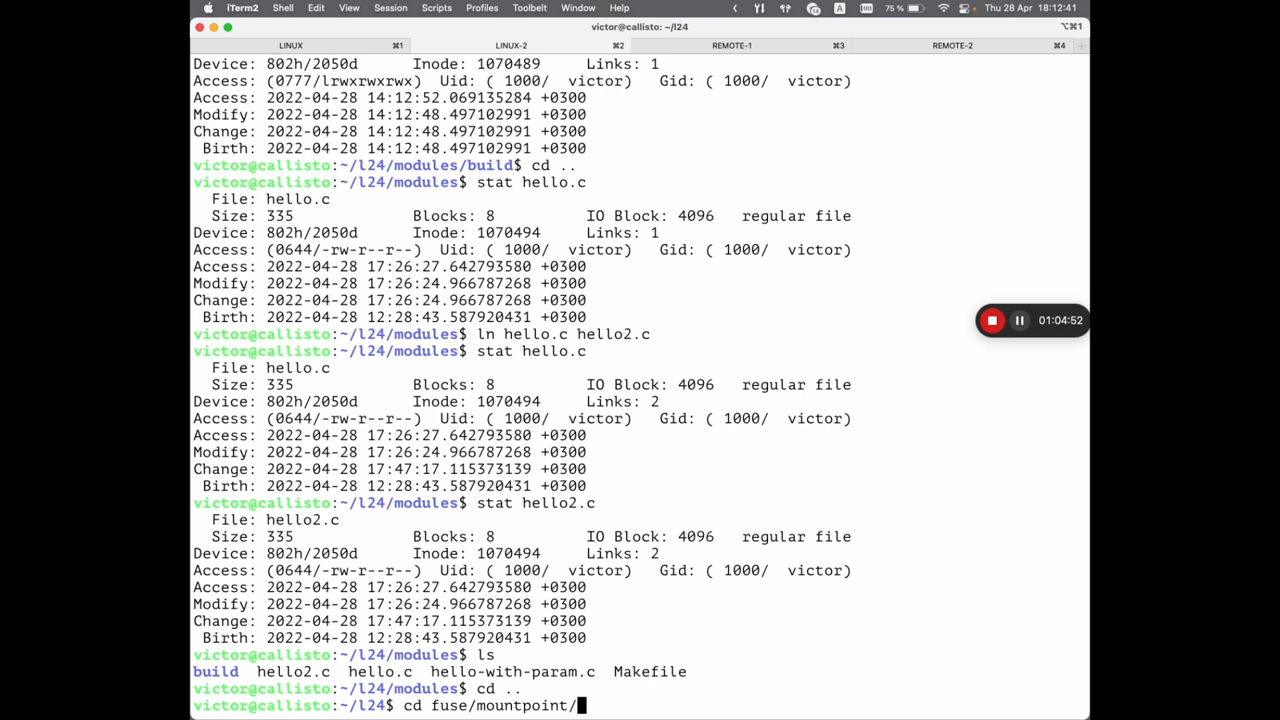 iTerm2 Shell Edit View Session Scripts Profiles Toolbelt Window Help 14 A 75 % Thu 28 Apr 18:12:41
victor@callisto: ~/l24 ⌥⌘1
LINUX ⌘1 LINUX-2 ⌘2 REMOTE-1 ⌘3 REMOTE-2 ⌘4
Device: 802h/2050d Inode: 1070489 Links: 1
Access: (0777/lrwxrwxrwx) Uid: ( 1000/ victor) Gid: ( 1000/ victor)
Access: 2022-04-28 14:12:52.069135284 +0300
Modify: 2022-04-28 14:12:48.497102991 +0300
Change: 2022-04-28 14:12:48.497102991 +0300
Birth: 2022-04-28 14:12:48.497102991 +0300
victor@callisto:~/l24/modules/build$ cd ..
victor@callisto:~/l24/modules$ stat hello.c
File: hello.c
Size: 335 Blocks: 8 IO Block: 4096 regular file
Device: 802h/2050d Inode: 1070494 Links: 1
Access: (0644/-rw-r--r--) Uid: ( 1000/ victor) Gid: ( 1000/ victor)
Access: 2022-04-28 17:26:27.642793580 +0300
Modify: 2022-04-28 17:26:24.966787268 +0300
Change: 2022-04-28 17:26:24.966787268 +0300
Birth: 2022-04-28 12:28:43.587920431 +0300
victor@callisto:~/l24/modules$ ln hello.c hello2.c
01:04:52
victor@callisto:~/l24/modules$ stat hello.c
File: hello.c
Size: 335 Blocks: 8 IO Block: 4096 regular file
Device: 802h/2050d Inode: 1070494 Links: 2
Access: (0644/-rw-r--r--) Uid: ( 1000/ victor) Gid: ( 1000/ victor)
Access: 2022-04-28 17:26:27.642793580 +0300
Modify: 2022-04-28 17:26:24.966787268 +0300
Change: 2022-04-28 17:47:17.115373139 +0300
Birth: 2022-04-28 12:28:43.587920431 +0300
victor@callisto:~/l24/modules$ stat hello2.c
File: hello2.c
Size: 335 Blocks: 8 IO Block: 4096 regular file
Device: 802h/2050d Inode: 1070494 Links: 2
Access: (0644/-rw-r--r--) Uid: ( 1000/ victor) Gid: ( 1000/ victor)
Access: 2022-04-28 17:26:27.642793580 +0300
Modify: 2022-04-28 17:26:24.966787268 +0300
Change: 2022-04-28 17:47:17.115373139 +0300
Birth: 2022-04-28 12:28:43.587920431 +0300
victor@callisto:~/l24/modules$ ls
build hello2.c hello.c hello-with-param.c Makefile
victor@callisto:~/l24/modules$ cd ..
victor@callisto:~/l24$ cd fuse/mountpoint/